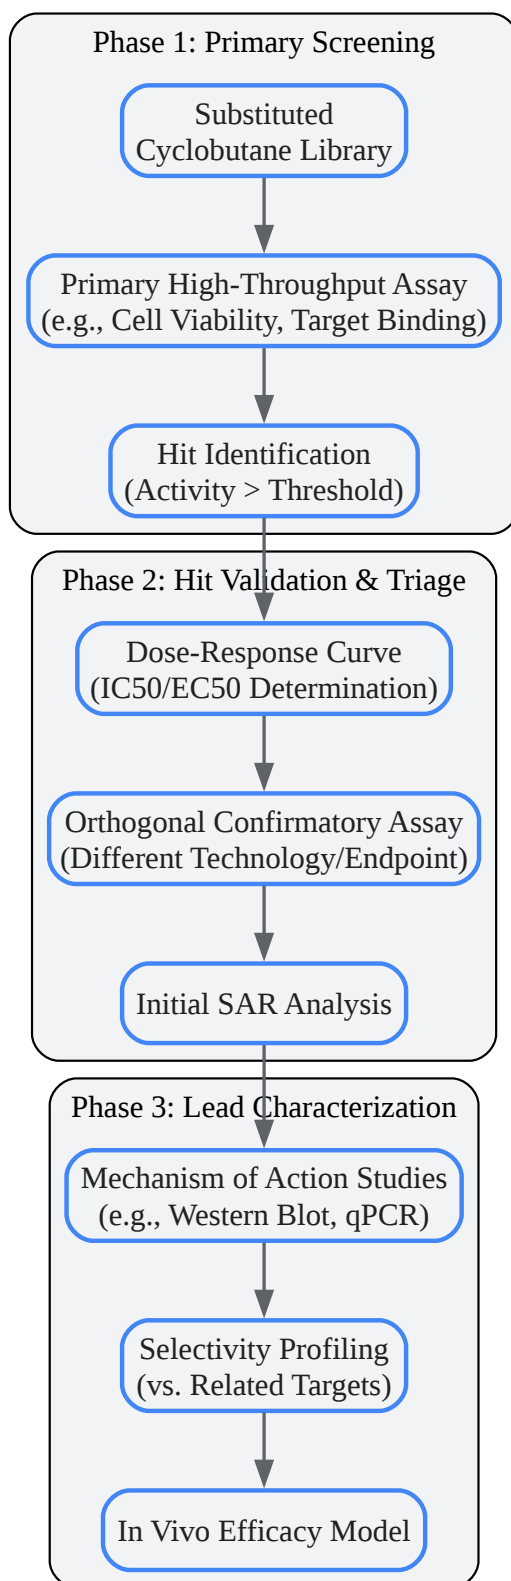 Phase 1: Primary Screening
Substituted
Cyclobutane Library
Primary High-Throughput Assay
(e.g., Cell Viability, Target Binding)
Hit Identification
(Activity > Threshold)
Phase 2: Hit Validation & Triage
Dose-Response Curve
(IC50/EC50 Determination)
Orthogonal Confirmatory Assay
(Different Technology/Endpoint)
Initial SAR Analysis
Phase 3: Lead Characterization
Mechanism of Action Studies
(e.g., Western Blot, qPCR)
Selectivity Profiling
(vs. Related Targets)
In Vivo Efficacy Model